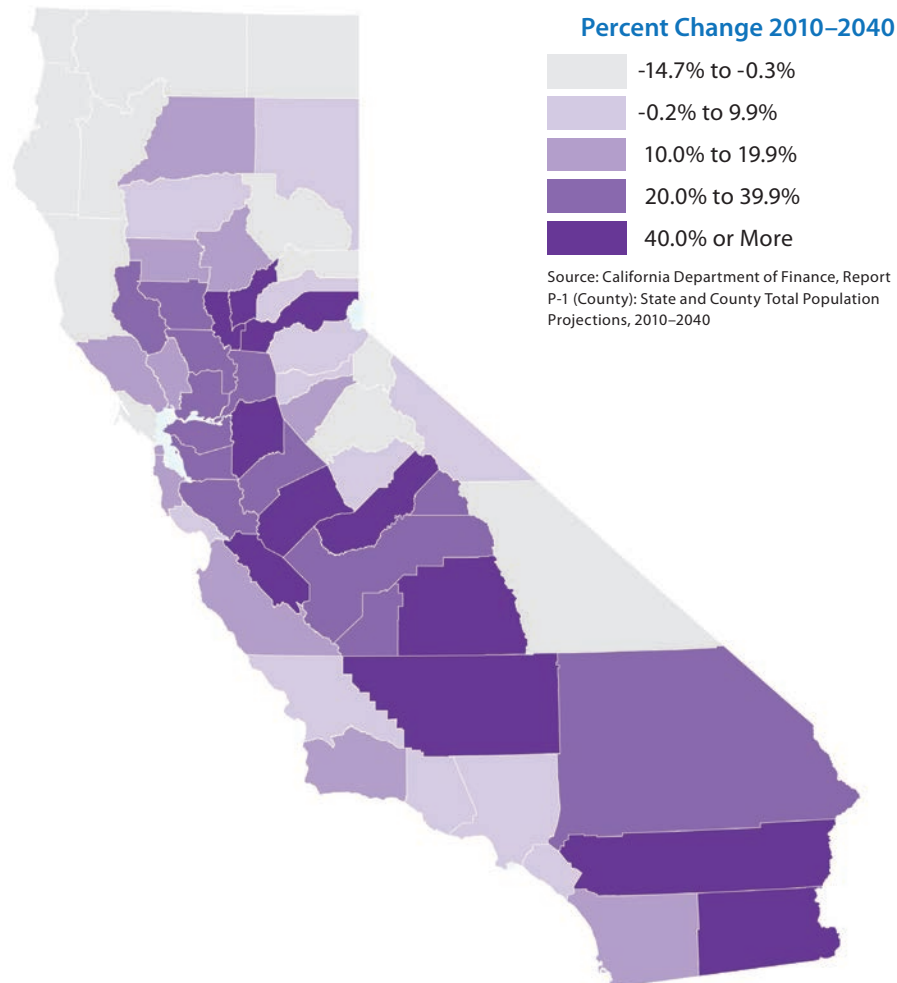 Percent Change 2010–2040
-14.7% to -0.3%
-0.2% to 9.9%
10.0% to 19.9%
20.0% to 39.9%
40.0% or More
Source: California Department of Finance, Report
P-1 (County): State and County Total Population
Projections, 2010–2040